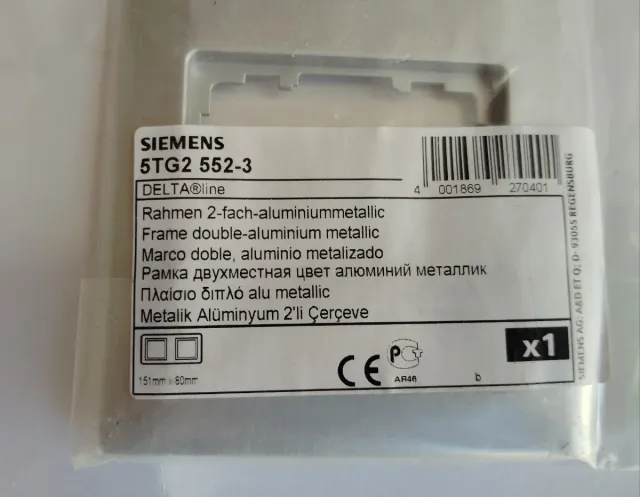 SIEMENS
5TG2 552-3
DELTA®line
4 001869 270401
Rahmen 2-fach-aluminiummetallic
Frame double-aluminium metallic
Marco doble, aluminio metalizado
Рамка двухместная цвет алюминий металлик
Πλαίσιο διπλό alu metallic
Metalik Alüminyum 2'li Çerçeve
151mm x 80mm
CE
АЯ46
b
x1
SIEMENS AG; A&D ET Q; D- 93055 REGENSBURG